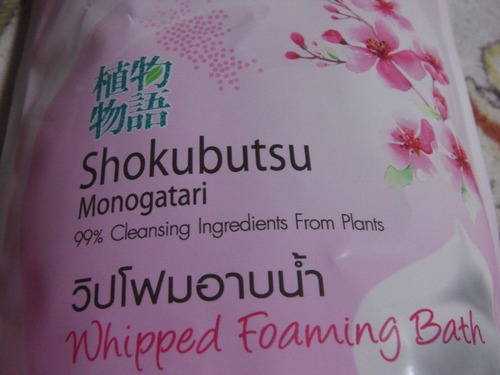 植物
物語
Shokubutsu
Monogatari
99% Cleansing Ingredients From Plants
วิปโฟมอาบน้ำ
Whipped Foaming Bath